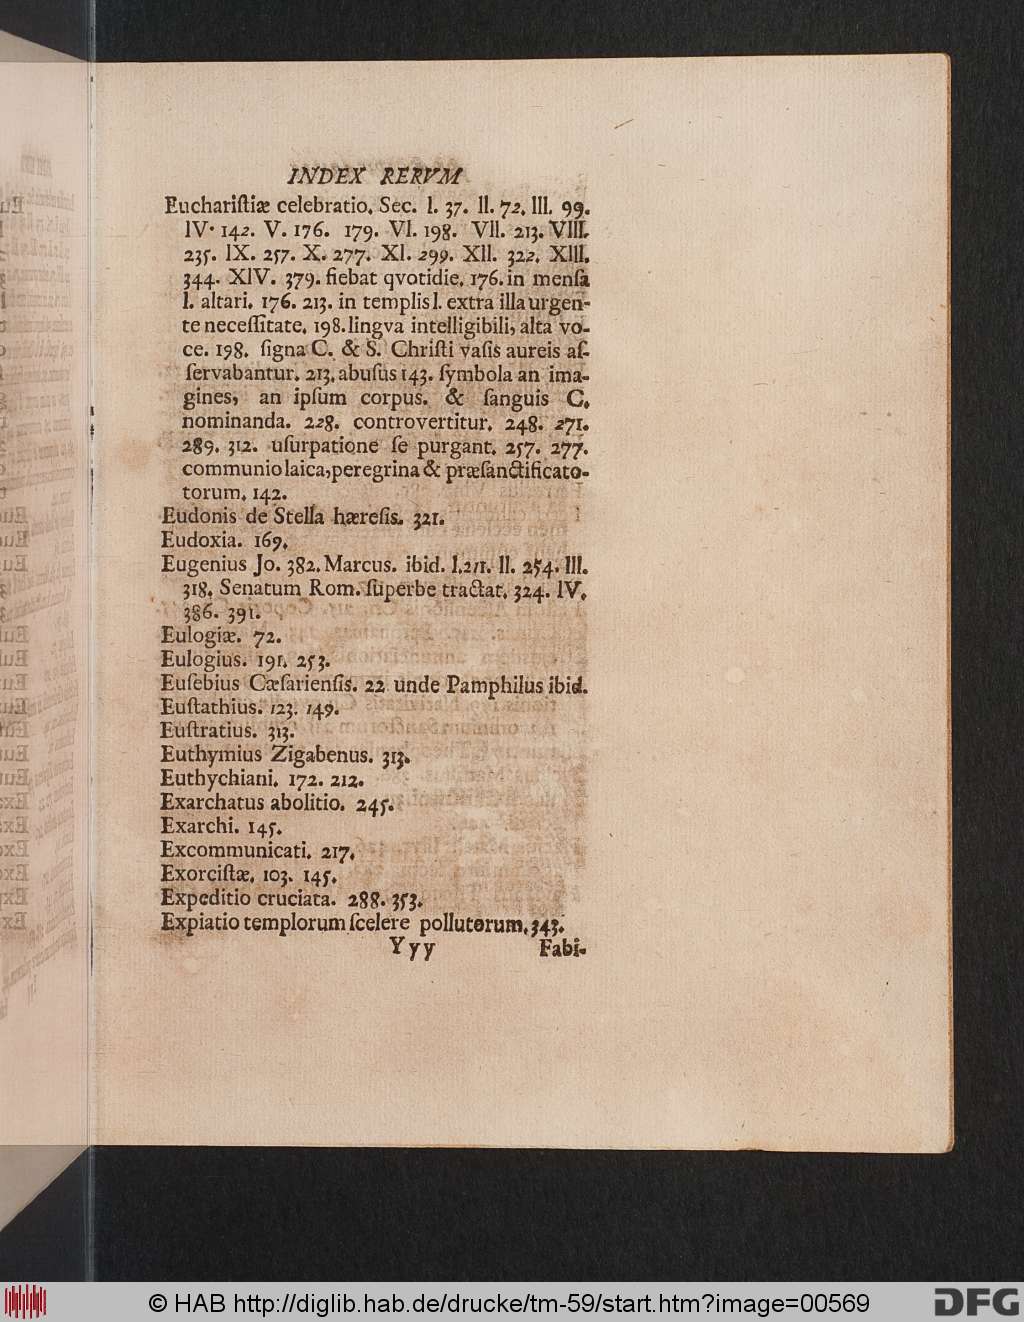 INDEX RERVM
Euchariſtiæ celebratio. Sec. I. 37. II. 72. III. 99.
IV. 142. V. 176. 179. VI. 198. VII. 213. VIII.
235. IX. 257. X. 277. XI. 299. XII. 322. XIII.
344. XIV. 379. fiebat qvotidie. 176. in menſa
l. altari. 176. 213. in templis l. extra illa urgen-
te neceſſitate. 198. lingva intelligibili, alta vo-
ce. 198. ſigna C. & S. Chriſti vaſis aureis aſ-
ſervabantur. 213. abuſus 143. ſymbola an ima-
gines, an ipſum corpus. & ſanguis C.
nominanda. 228. controvertitur. 248. 271.
289. 312. uſurpatione ſe purgant. 257. 277.
communio laica, peregrina & præſanctificato-
torum. 142.
Eudonis de Stella hæreſis. 321.
Eudoxia. 169.
Eugenius Jo. 382. Marcus. ibid. I. 211. II. 254. III.
318. Senatum Rom. ſuperbe tractat. 324. IV.
386. 391.
Eulogiæ. 72.
Eulogius. 191. 253.
Euſebius Cæſarienſis. 22 unde Pamphilus ibid.
Euſtathius. 123. 149.
Euſtratius. 313.
Euthymius Zigabenus. 313.
Euthychiani. 172. 212.
Exarchatus abolitio. 245.
Exarchi. 145.
Excommunicati. 217.
Exorciſtæ. 103. 145.
Expeditio cruciata. 288. 353.
Expiatio templorum ſcelere pollutorum. 343.
Yyy Fabi-
© HAB http://diglib.hab.de/drucke/tm-59/start.htm?image=00569
DFG